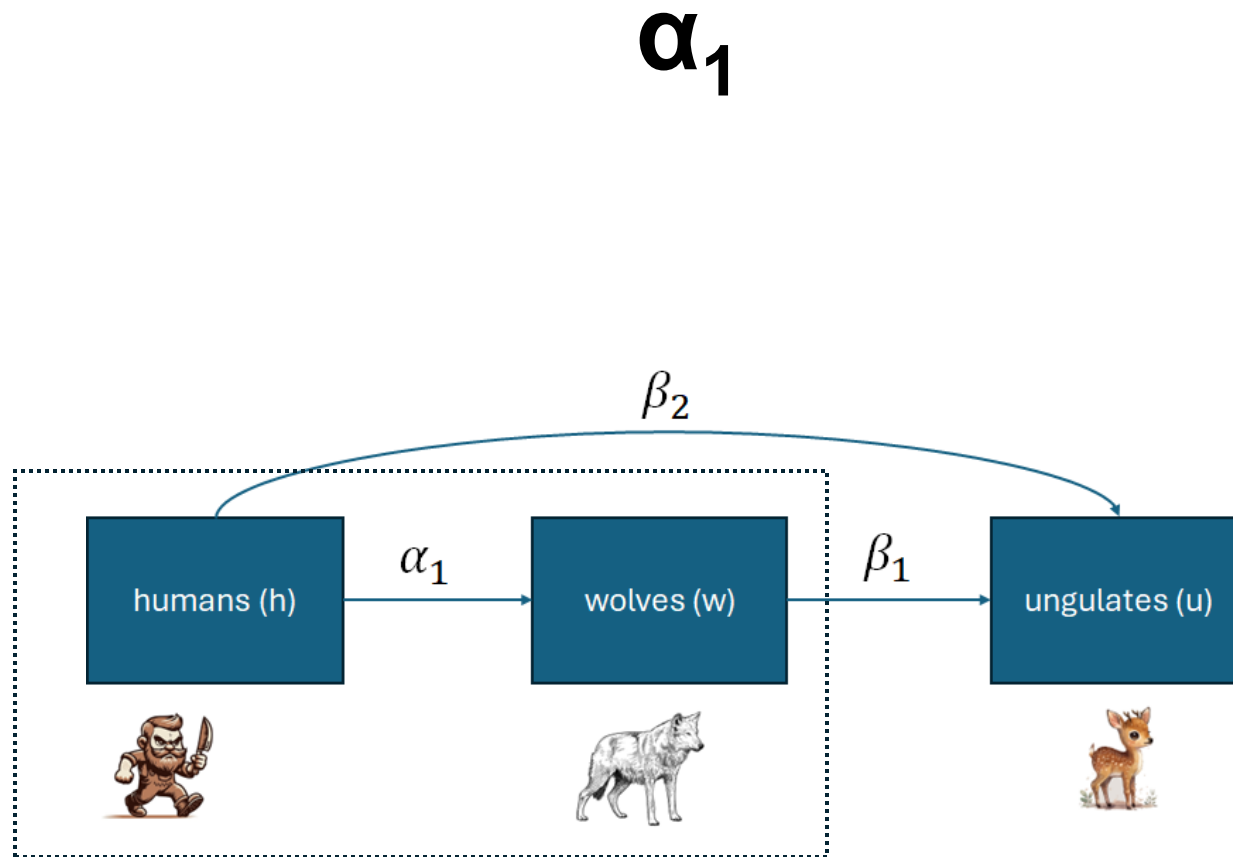 α₁
β₂
humans (h)
α₁
wolves (w)
β₁
ungulates (u)